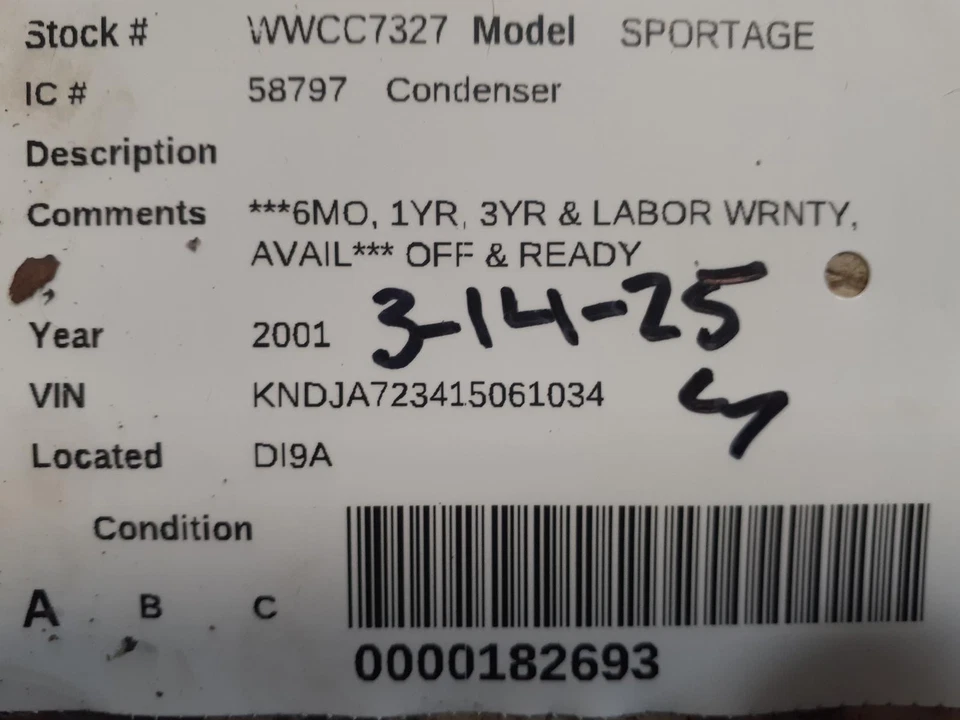 Stock # WWCC7327 Model SPORTAGE
IC # 58797 Condenser
Description
Comments ***6MO, 1YR, 3YR & LABOR WRNTY,
AVAIL*** OFF & READY
3-14-25
Year 2001
VIN KNDJA723415061034
Located DI9A
Condition
A B C
0000182693